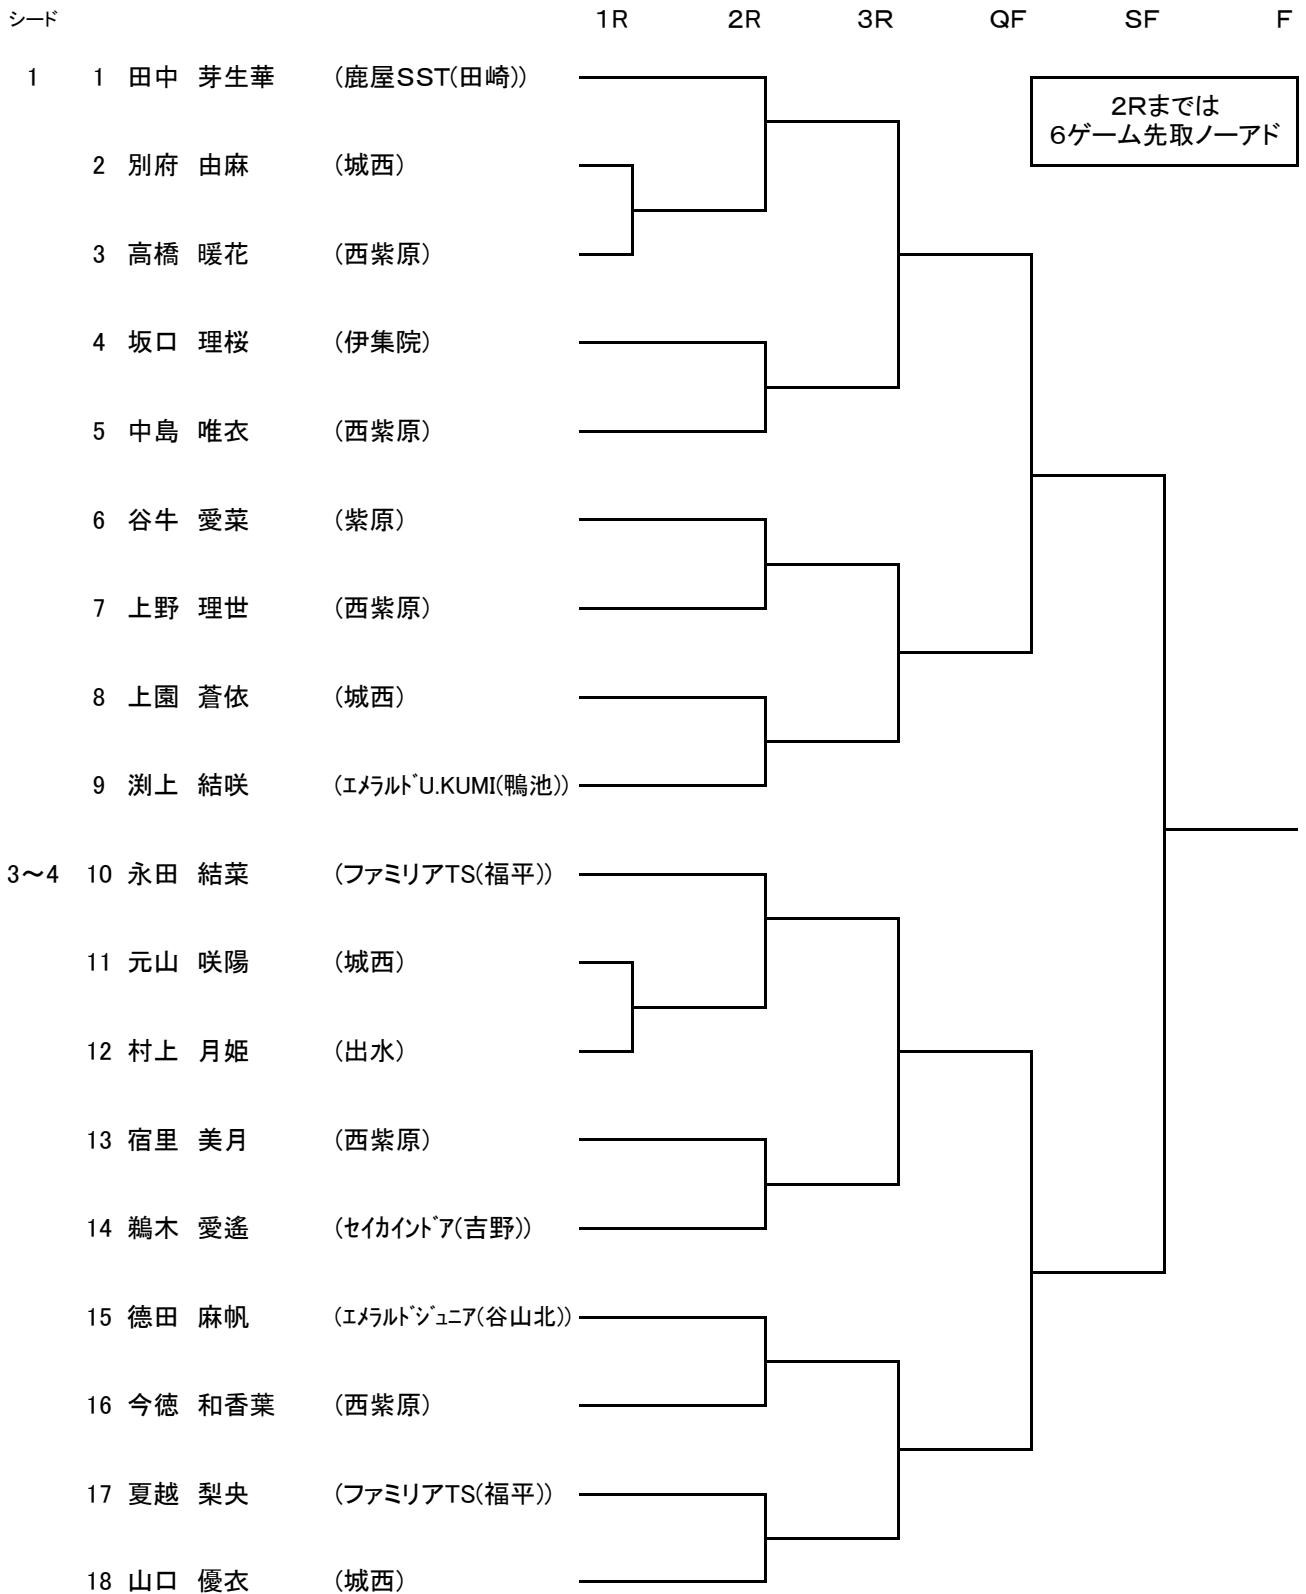 シード 1R 2R 3R QF SF F
1 1 田中 芽生華 (鹿屋SST(田崎))
2Rまでは
6ゲーム先取ノーアド
2 別府 由麻 (城西)
3 高橋 暖花 (西紫原)
4 坂口 理桜 (伊集院)
5 中島 唯衣 (西紫原)
6 谷牛 愛菜 (紫原)
7 上野 理世 (西紫原)
8 上園 蒼依 (城西)
9 渕上 結咲 (エメラルドU.KUMI(鴨池))
3～4 10 永田 結菜 (ファミリアTS(福平))
11 元山 咲陽 (城西)
12 村上 月姫 (出水)
13 宿里 美月 (西紫原)
14 鵜木 愛遙 (セイカインドア(吉野))
15 德田 麻帆 (エメラルドジュニア(谷山北))
16 今徳 和香葉 (西紫原)
17 夏越 梨央 (ファミリアTS(福平))
18 山口 優衣 (城西)